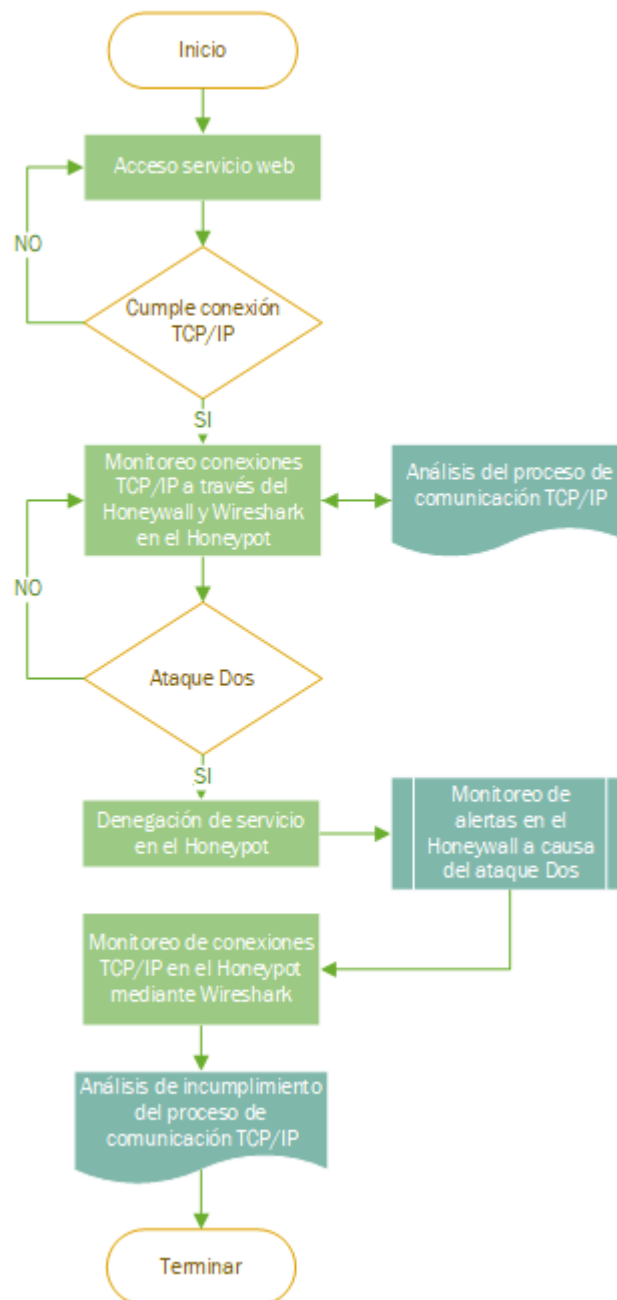 Inicio
Acceso servicio web
NO
Cumple conexión
TCP/IP
SI
Monitoreo conexiones
TCP/IP a través del
Honeywall y Wireshark
en el Honeypot
Análisis del proceso de
comunicación TCP/IP
NO
Ataque Dos
SI
Denegación de servicio
en el Honeypot
Monitoreo de
alertas en el
Honeywall a causa
del ataque Dos
Monitoreo de conexiones
TCP/IP en el Honeypot
mediante Wireshark
Análisis de incumplimiento
del proceso de
comunicación TCP/IP
Terminar